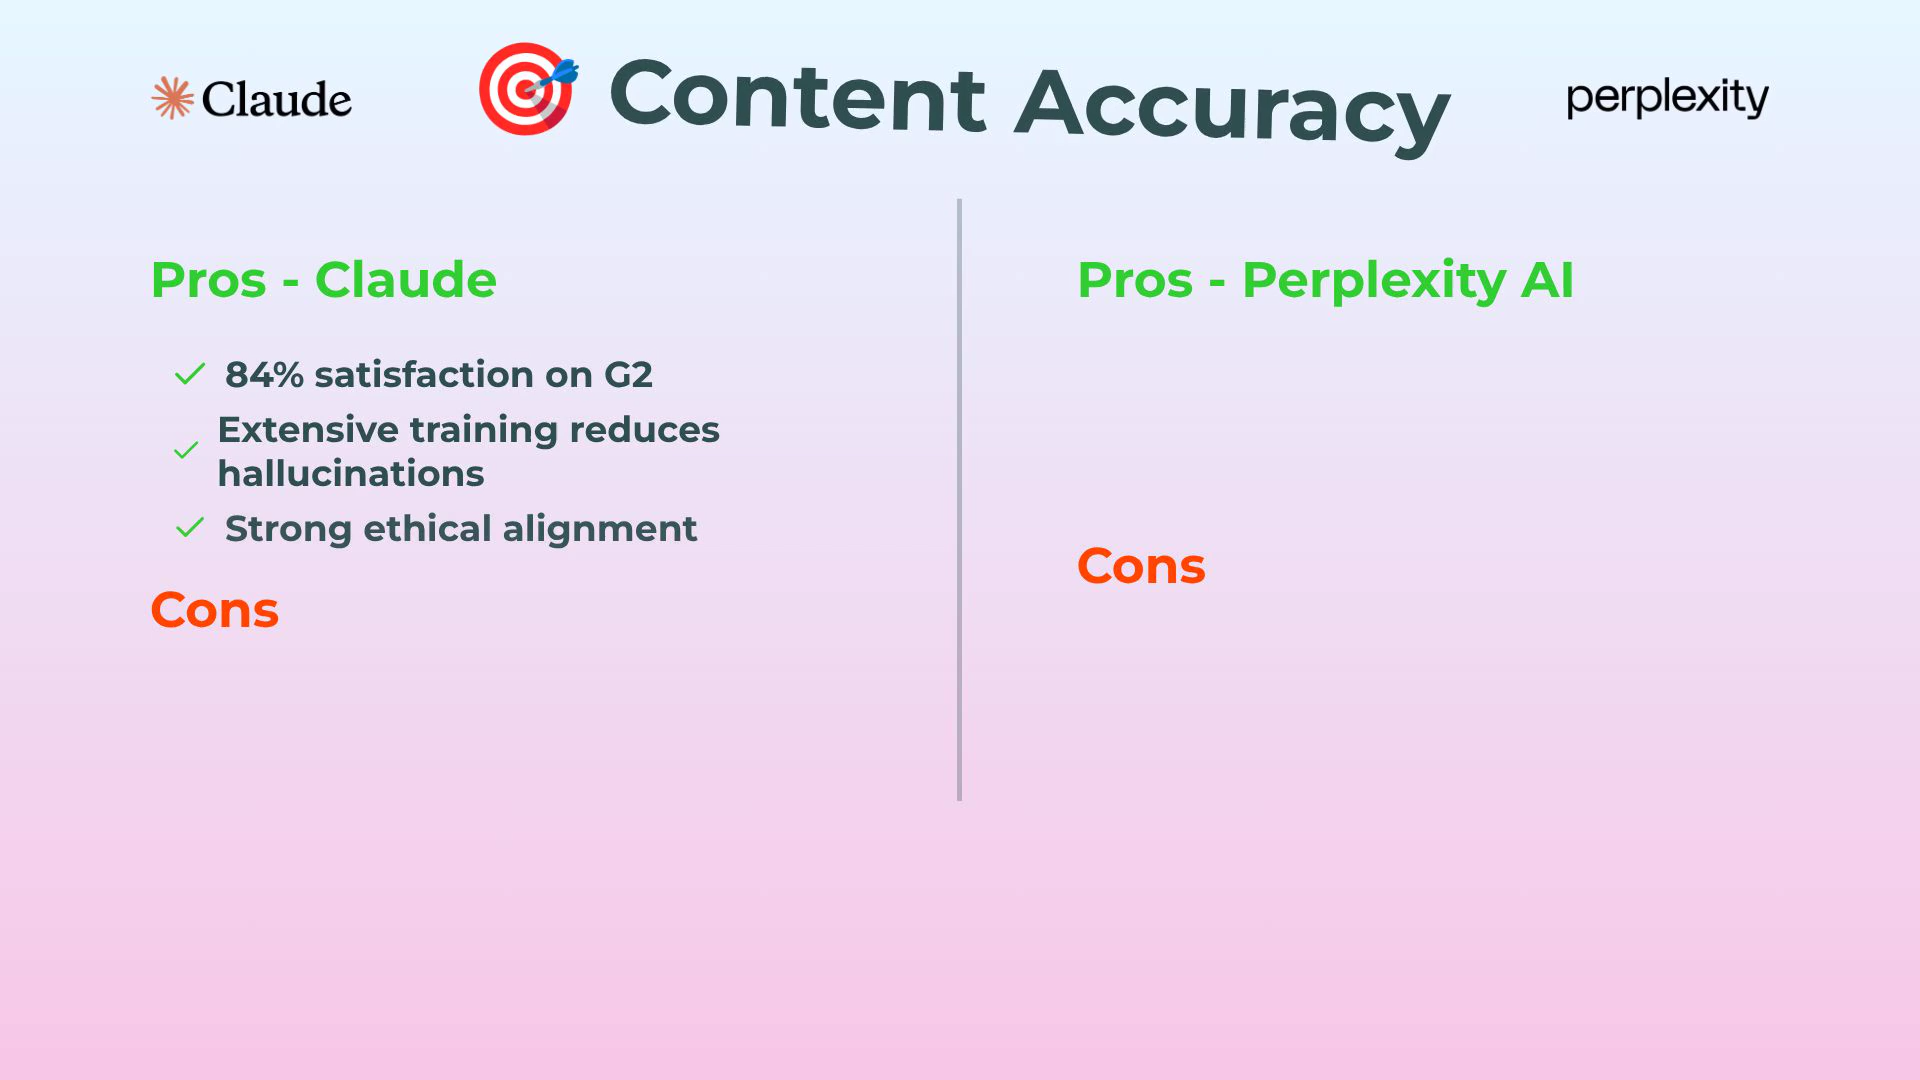 Claude
Content Accuracy
perplexity
Pros - Claude
84% satisfaction on G2
Extensive training reduces
hallucinations
Strong ethical alignment
Cons
Pros - Perplexity AI
Cons